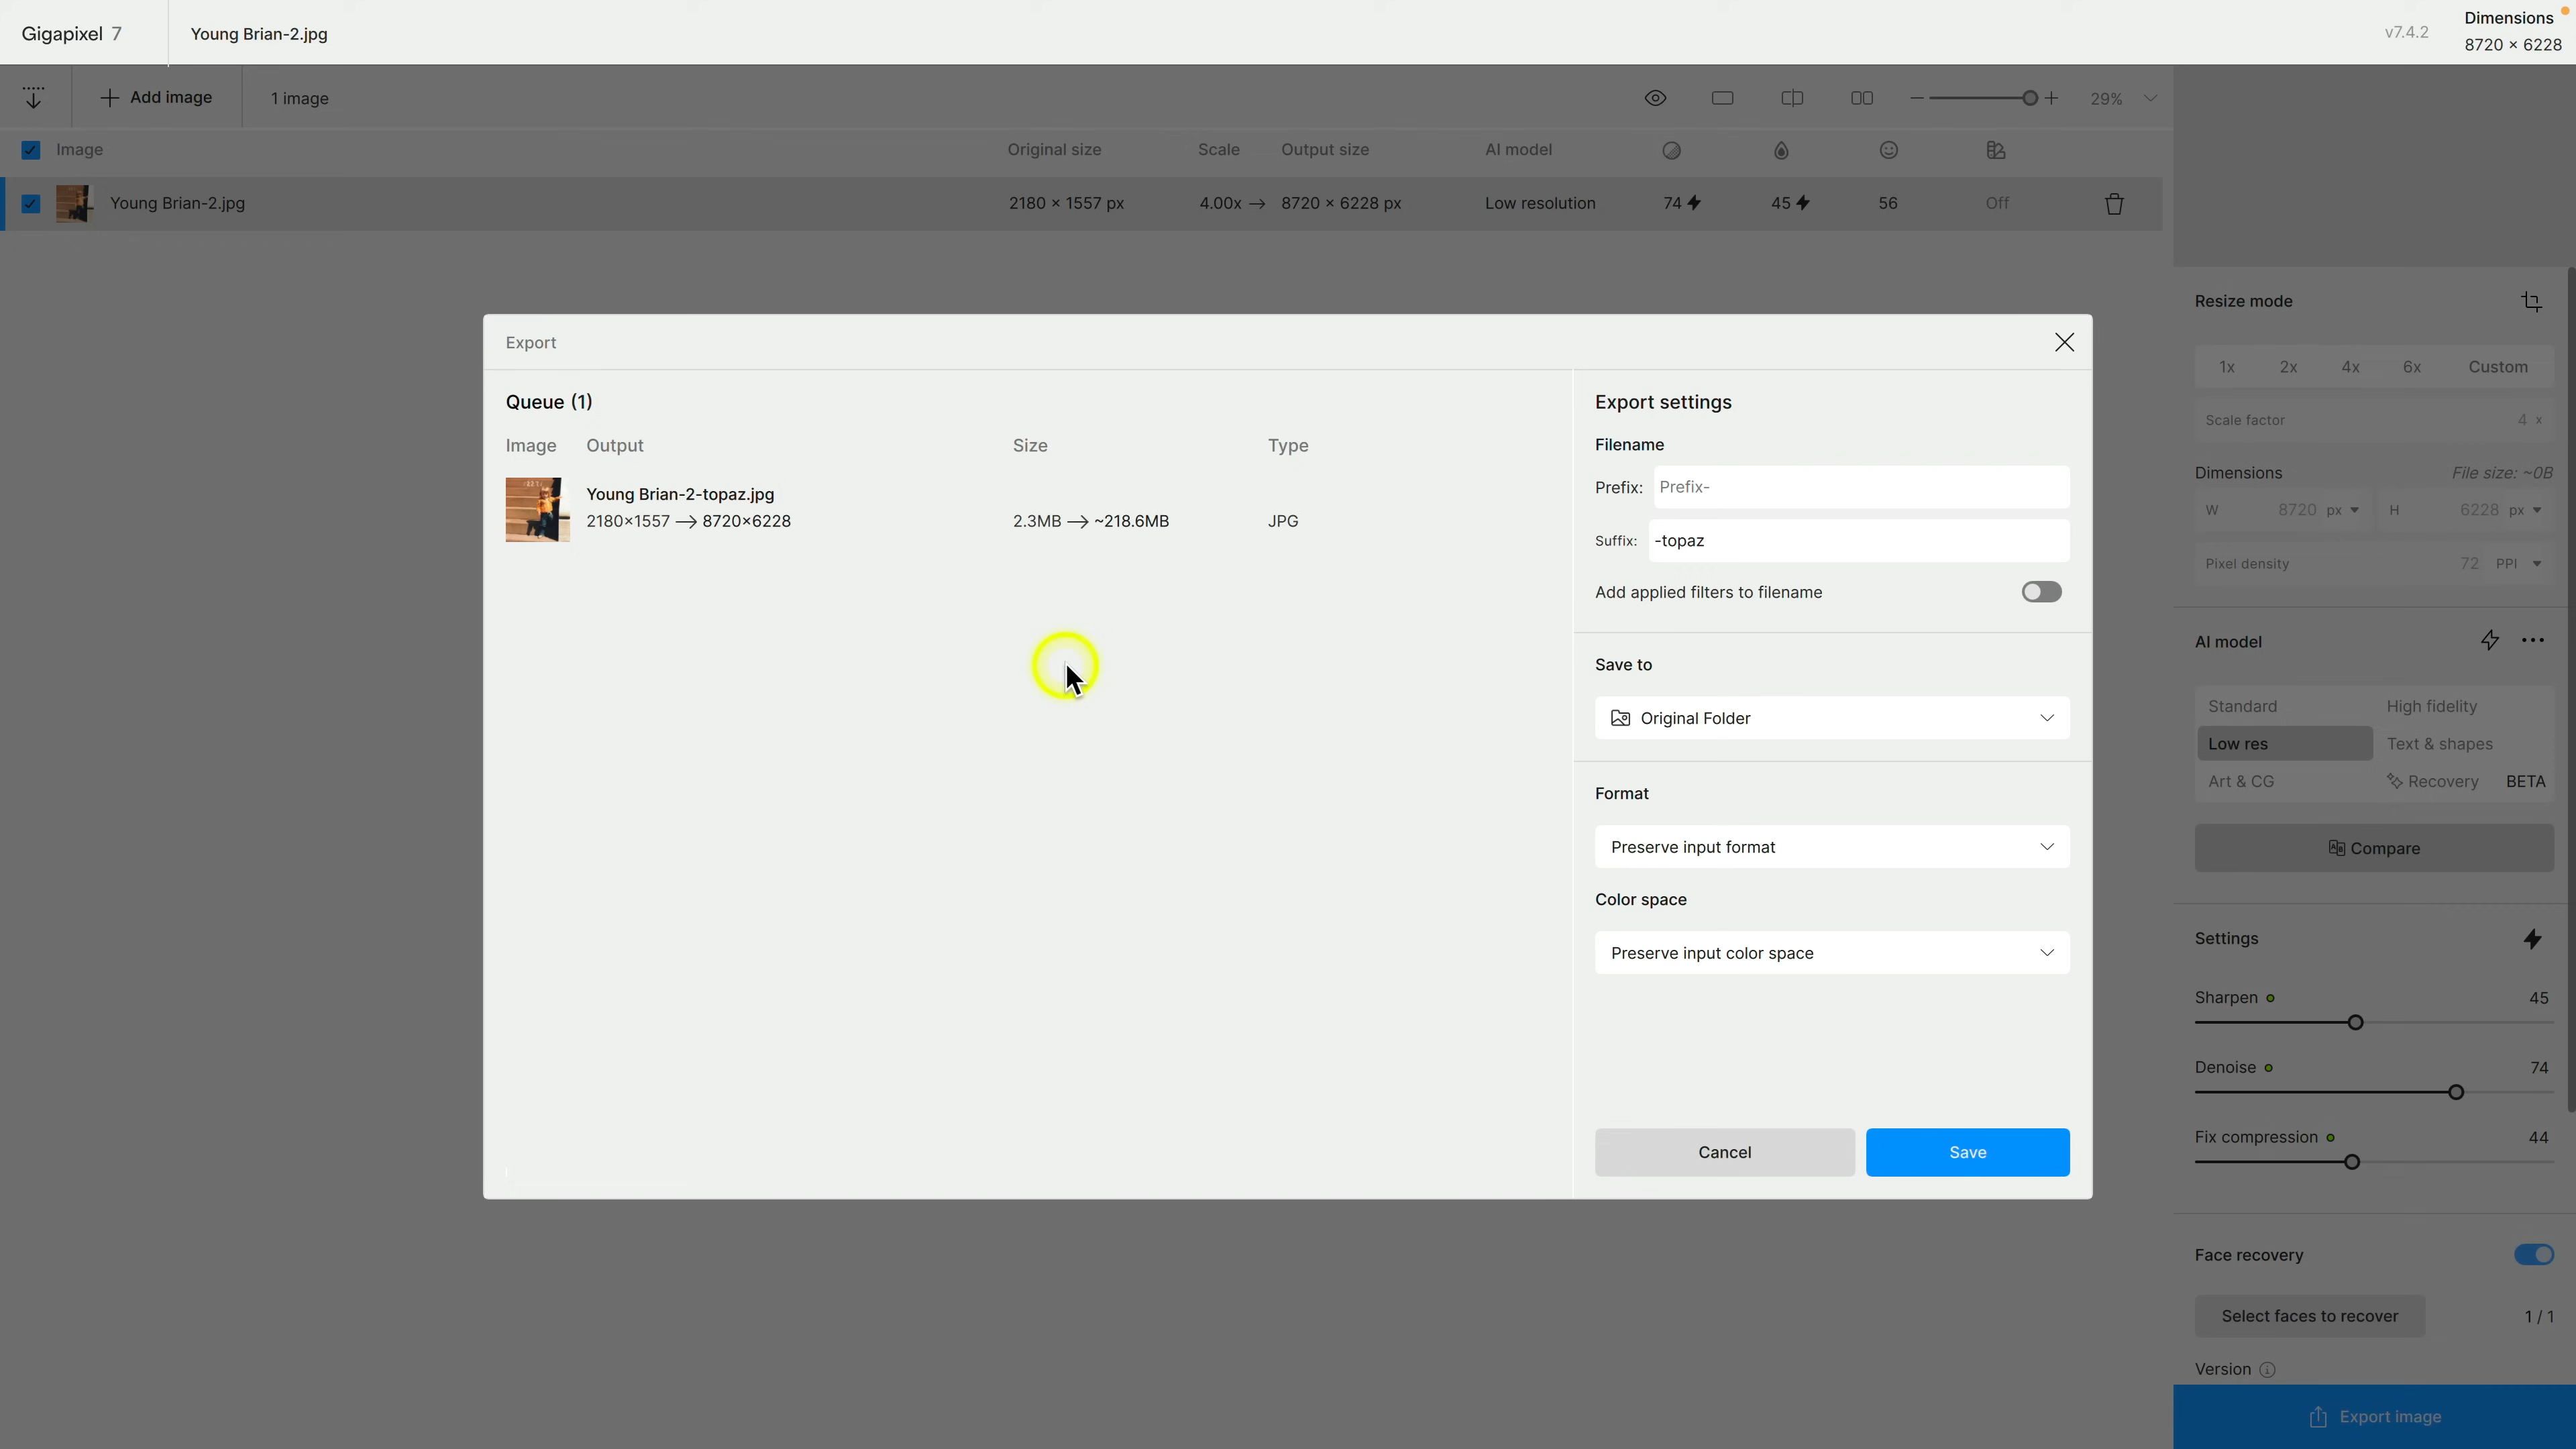 Gigapixel 7
Young Brian-2.jpg
v7.4.2
Dimensions
8720 × 6228
Add image
1 image
29%
Image
Original size
Scale
Output size
AI model
Young Brian-2.jpg
2180 × 1557 px
4.00x → 8720 × 6228 px
Low resolution
74
45
56
Off
Export
Queue (1)
Image
Output
Size
Type
Young Brian-2-topaz.jpg
2180×1557 → 8720×6228
2.3MB → ~218.6MB
JPG
Export settings
Filename
Prefix: Prefix-
Suffix: -topaz
Add applied filters to filename
Save to
Original Folder
Format
Preserve input format
Color space
Preserve input color space
Cancel
Save
Resize mode
1x 2x 4x 6x Custom
Scale factor 4 x
Dimensions File size: ~0B
W 8720 px H 6228 px
Pixel density 72 PPI
AI model
Standard High fidelity
Low res Text & shapes
Art & CG Recovery BETA
Compare
Settings
Sharpen 45
Denoise 74
Fix compression 44
Face recovery
Select faces to recover 1 / 1
Version
Export image